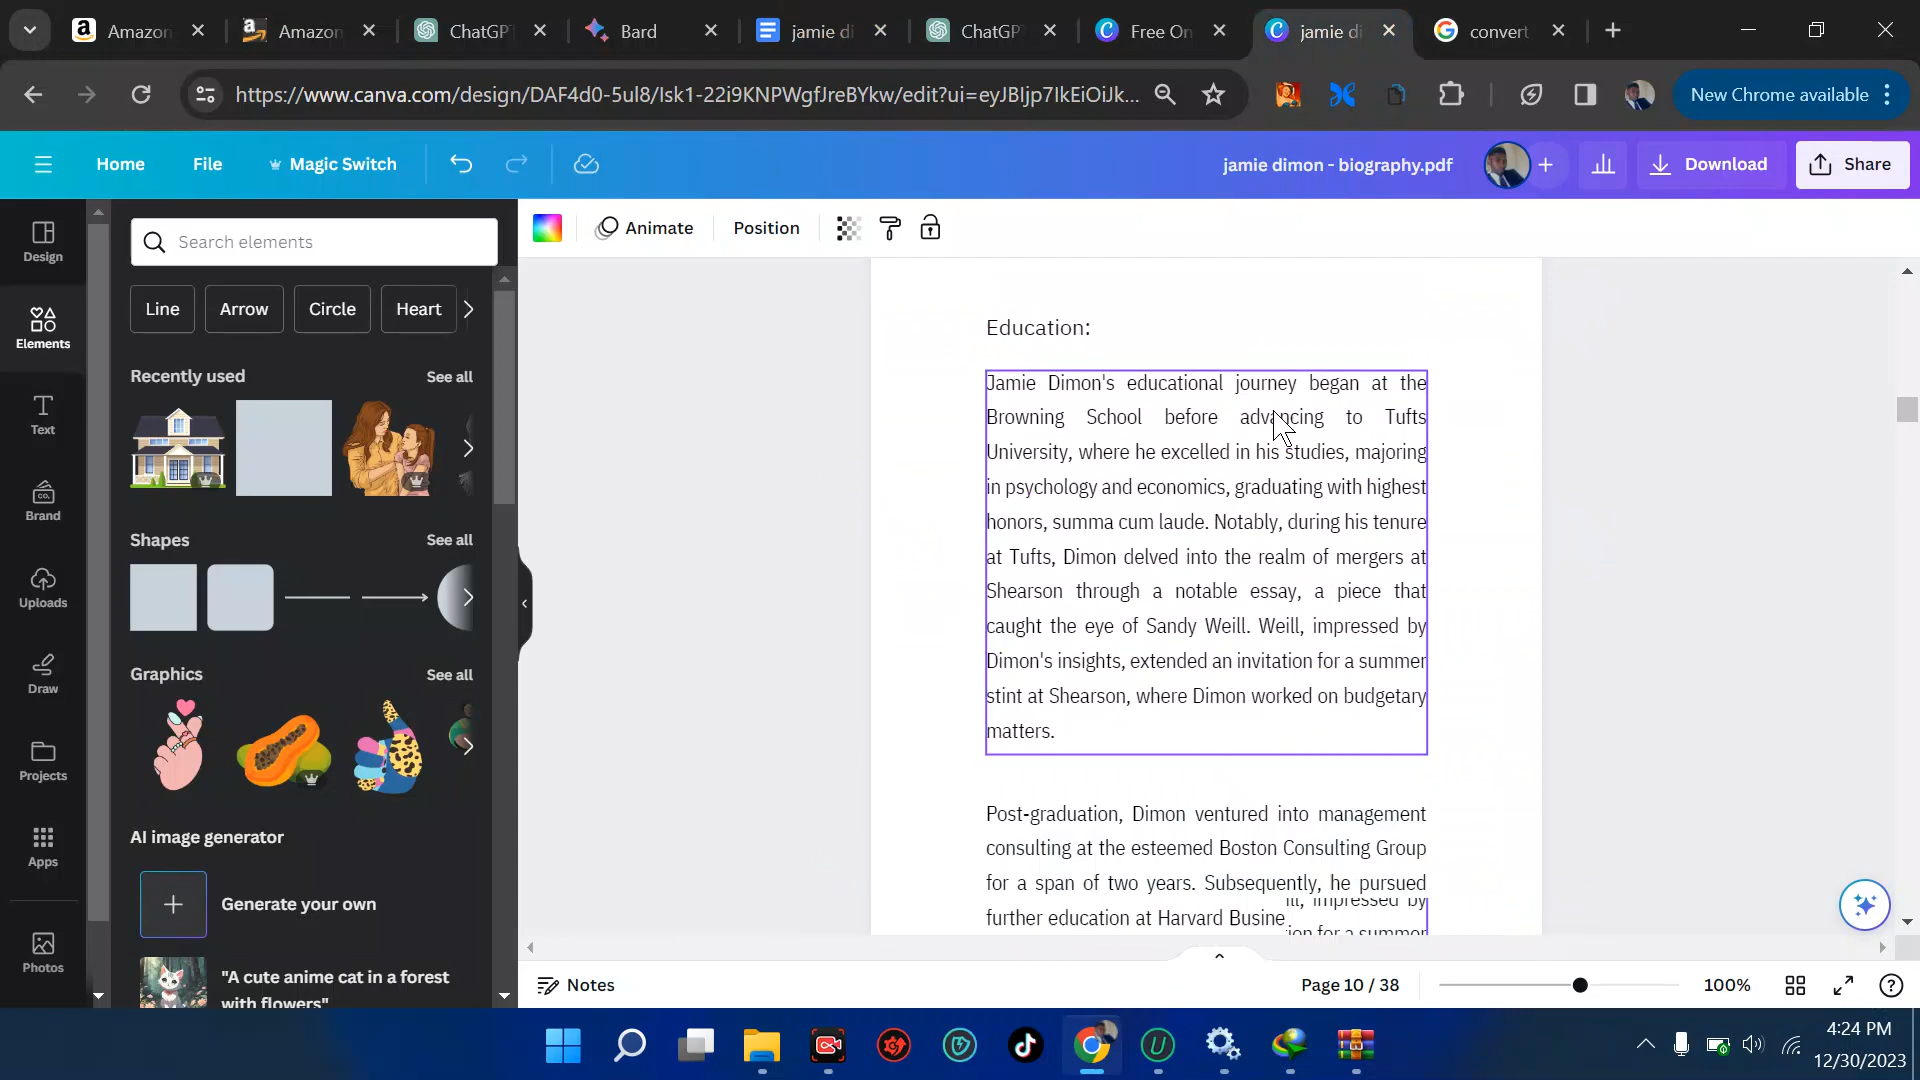 Amazon
Amazon
ChatGP
Bard
jamie di
ChatGP
Free On
jamie di
convert
https://www.canva.com/design/DAF4d0-5ul8/Isk1-22i9KNPWgfJreBYkw/edit?ui=eyJBIjp7IkEiOiJk...
New Chrome available
Home
File
Magic Switch
jamie dimon - biography.pdf
Download
Share
Design
Elements
Text
Brand
Uploads
Draw
Projects
Apps
Photos
Search elements
Line
Arrow
Circle
Heart
Recently used
See all
Shapes
See all
Graphics
See all
AI image generator
Generate your own
"A cute anime cat in a forest
with flowers"
Animate
Position
Education:
Jamie Dimon's educational journey began at the
Browning School before advancing to Tufts
University, where he excelled in his studies, majoring
in psychology and economics, graduating with highest
honors, summa cum laude. Notably, during his tenure
at Tufts, Dimon delved into the realm of mergers at
Shearson through a notable essay, a piece that
caught the eye of Sandy Weill. Weill, impressed by
Dimon's insights, extended an invitation for a summer
stint at Shearson, where Dimon worked on budgetary
matters.
Post-graduation, Dimon ventured into management
consulting at the esteemed Boston Consulting Group
for a span of two years. Subsequently, he pursued
further education at Harvard Busine
ill, impressed by
ion for a summer
Notes
Page 10 / 38
100%
4:24 PM
12/30/2023